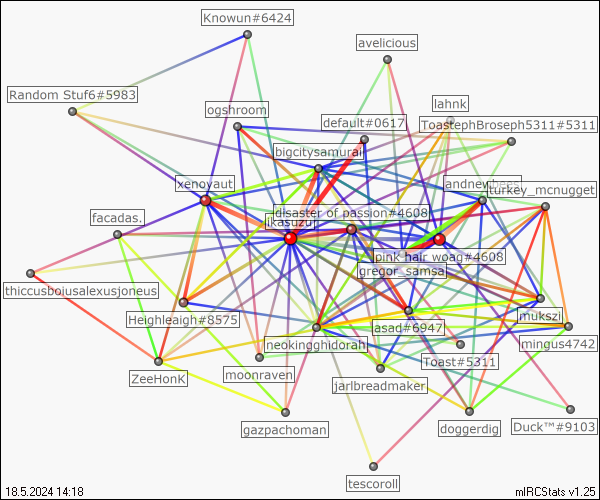 Knowun#6424
avelicious
Random Stuf6#5983
lahnk
ogshroom
default#0617
ToastephBroseph5311#5311
bigcitysamurai
xenoyaut
turkey_mcnugget
facadas.
disaster of passion#4608
ikasuzur
pink hair woag#4608
gregor_samsa
thiccusboiusalexusjoneus
Heighleaigh#8575
asad#6947
mukszi
neokingghidorah
mingus4742
Toast#5311
ZeeHonk
moonraven
jarlbreadmaker
gazpachoman
doggerdig
Duck™#9103
tescoroll
18.5.2024 14:18
mIRCStats v1.25